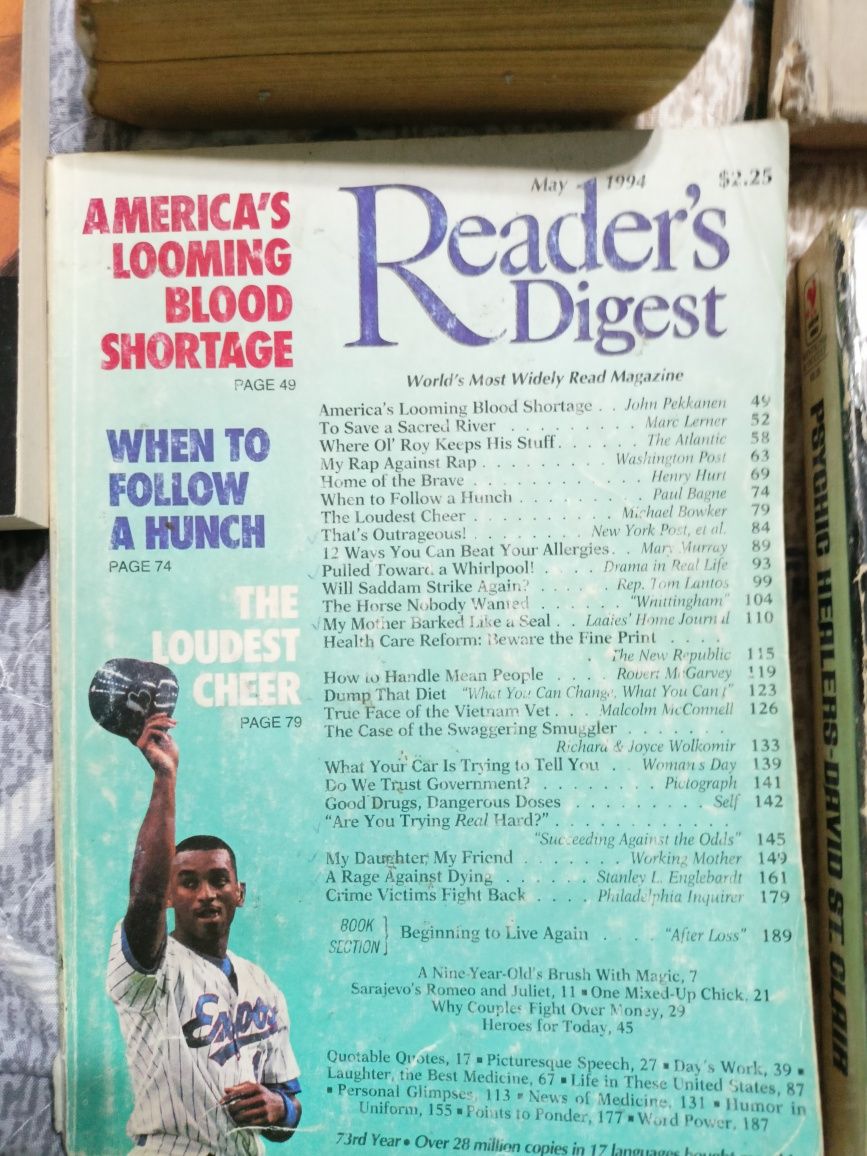 May - 1994
$2.25
Reader's
Digest
World's Most Widely Read Magazine
AMERICA'S
LOOMING
BLOOD
SHORTAGE
PAGE 49
WHEN TO
FOLLOW
A HUNCH
PAGE 74
THE
LOUDEST
CHEER
PAGE 79
America's Looming Blood Shortage . . John Pekkanen 49
To Save a Sacred River . . . . . . . . . Marc Lerner 52
Where Ol' Roy Keeps His Stuff . . . . . . The Atlantic 58
My Rap Against Rap . . . . . . . . Washington Post 63
Home of the Brave . . . . . . . . . . . Henry Hurt 69
When to Follow a Hunch . . . . . . . . Paul Bagne 74
The Loudest Cheer . . . . . . . . . Michael Bowker 79
That's Outrageous! . . . . . . . New York Post, et al. 84
12 Ways You Can Beat Your Allergies . . Mary Murray 89
Pulled Toward a Whirlpool! . . . . Drama in Real Life 93
Will Saddam Strike Again? . . . . . Rep. Tom Lantos 99
The Horse Nobody Wanted . . . . . . "Whittingham" 104
My Mother Barked Like a Seal . . Ladies' Home Journal 110
Health Care Reform: Beware the Fine Print . . . .
. The New Republic 115
How to Handle Mean People . . . . Robert McGarvey 119
Dump That Diet "What You Can Change, What You Can't" 123
True Face of the Vietnam Vet . . . Malcolm McConnell 126
The Case of the Swaggering Smuggler . . . . . . .
Richard & Joyce Wolkomir 133
What Your Car Is Trying to Tell You . Woman's Day 139
Do We Trust Government? . . . . . . . Pictograph 141
Good Drugs, Dangerous Doses . . . . . . . . . Self 142
"Are You Trying Real Hard?" . . . . . . . . . . .
"Succeeding Against the Odds" 145
My Daughter, My Friend . . . . . . . Working Mother 149
A Rage Against Dying . . . . . . Stanley L. Englebardt 161
Crime Victims Fight Back . . . . Philadelphia Inquirer 179
BOOK
SECTION
Beginning to Live Again . . . . "After Loss" 189
A Nine-Year-Old's Brush With Magic, 7
Sarajevo's Romeo and Juliet, 11 ▪ One Mixed-Up Chick, 21
Why Couples Fight Over Money, 29
Heroes for Today, 45
Quotable Quotes, 17 ▪ Picturesque Speech, 27 ▪ Day's Work, 39 ▪
Laughter, the Best Medicine, 67 ▪ Life in These United States, 87
▪ Personal Glimpses, 113 ▪ News of Medicine, 131 ▪ Humor in
Uniform, 155 ▪ Points to Ponder, 177 ▪ Word Power, 187
73rd Year • Over 28 million copies in 17 languages bought
Expos
PSYCHIC HEALERS-DAVID ST. CLAIR